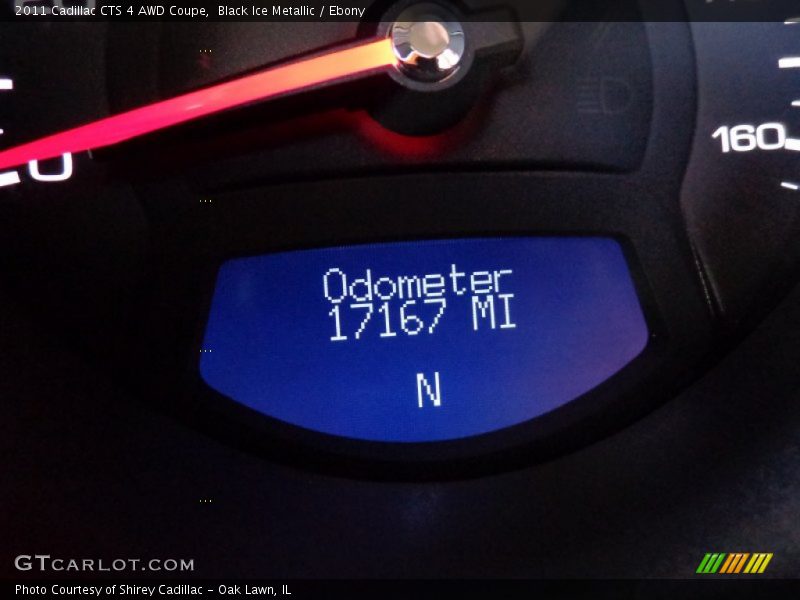 2011 Cadillac CTS 4 AWD Coupe,  Black Ice Metallic / Ebony
0
160
Odometer
17167 MI
N
GTCARLOT.COM
Photo Courtesy of Shirey Cadillac - Oak Lawn, IL